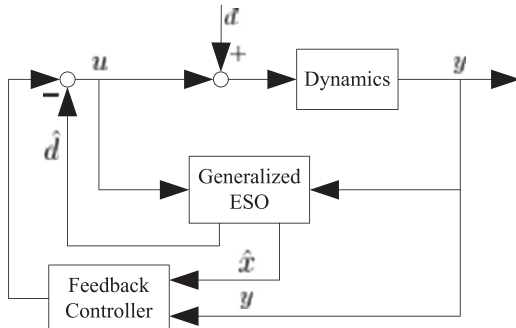 d
u
+
Dynamics
y
−
d̂
Generalized
ESO
x̂
Feedback
Controller
y